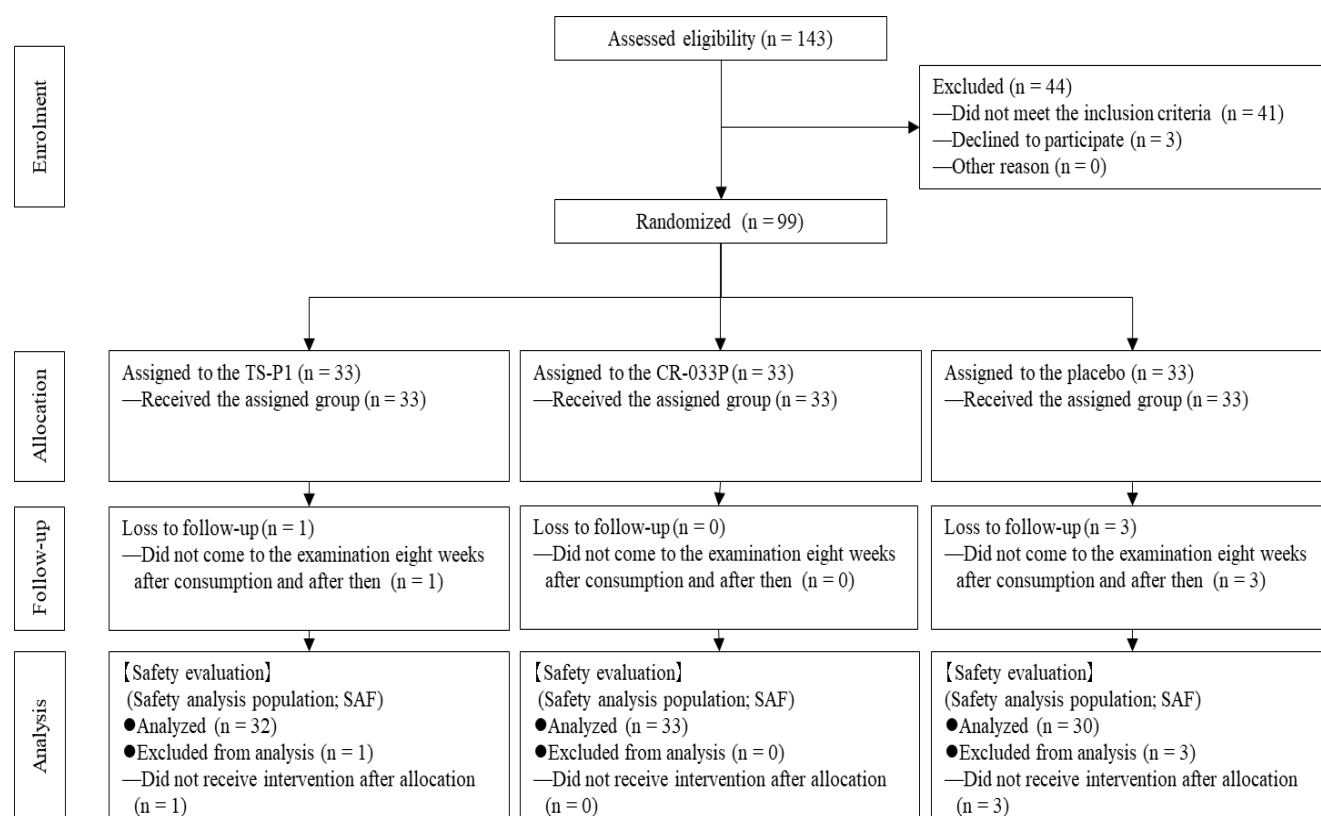 Enrolment
Assessed eligibility (n = 143)
Excluded (n = 44)
—Did not meet the inclusion criteria (n = 41)
—Declined to participate (n = 3)
—Other reason (n = 0)
Randomized (n = 99)
Allocation
Assigned to the TS-P1 (n = 33)
—Received the assigned group (n = 33)
Assigned to the CR-033P (n = 33)
—Received the assigned group (n = 33)
Assigned to the placebo (n = 33)
—Received the assigned group (n = 33)
Follow-up
Loss to follow-up (n = 1)
—Did not come to the examination eight weeks
after consumption and after then (n = 1)
Loss to follow-up (n = 0)
—Did not come to the examination eight weeks
after consumption and after then (n = 0)
Loss to follow-up (n = 3)
—Did not come to the examination eight weeks
after consumption and after then (n = 3)
Analysis
【Safety evaluation】
(Safety analysis population; SAF)
●Analyzed (n = 32)
●Excluded from analysis (n = 1)
—Did not receive intervention after allocation
(n = 1)
【Safety evaluation】
(Safety analysis population; SAF)
●Analyzed (n = 33)
●Excluded from analysis (n = 0)
—Did not receive intervention after allocation
(n = 0)
【Safety evaluation】
(Safety analysis population; SAF)
●Analyzed (n = 30)
●Excluded from analysis (n = 3)
—Did not receive intervention after allocation
(n = 3)